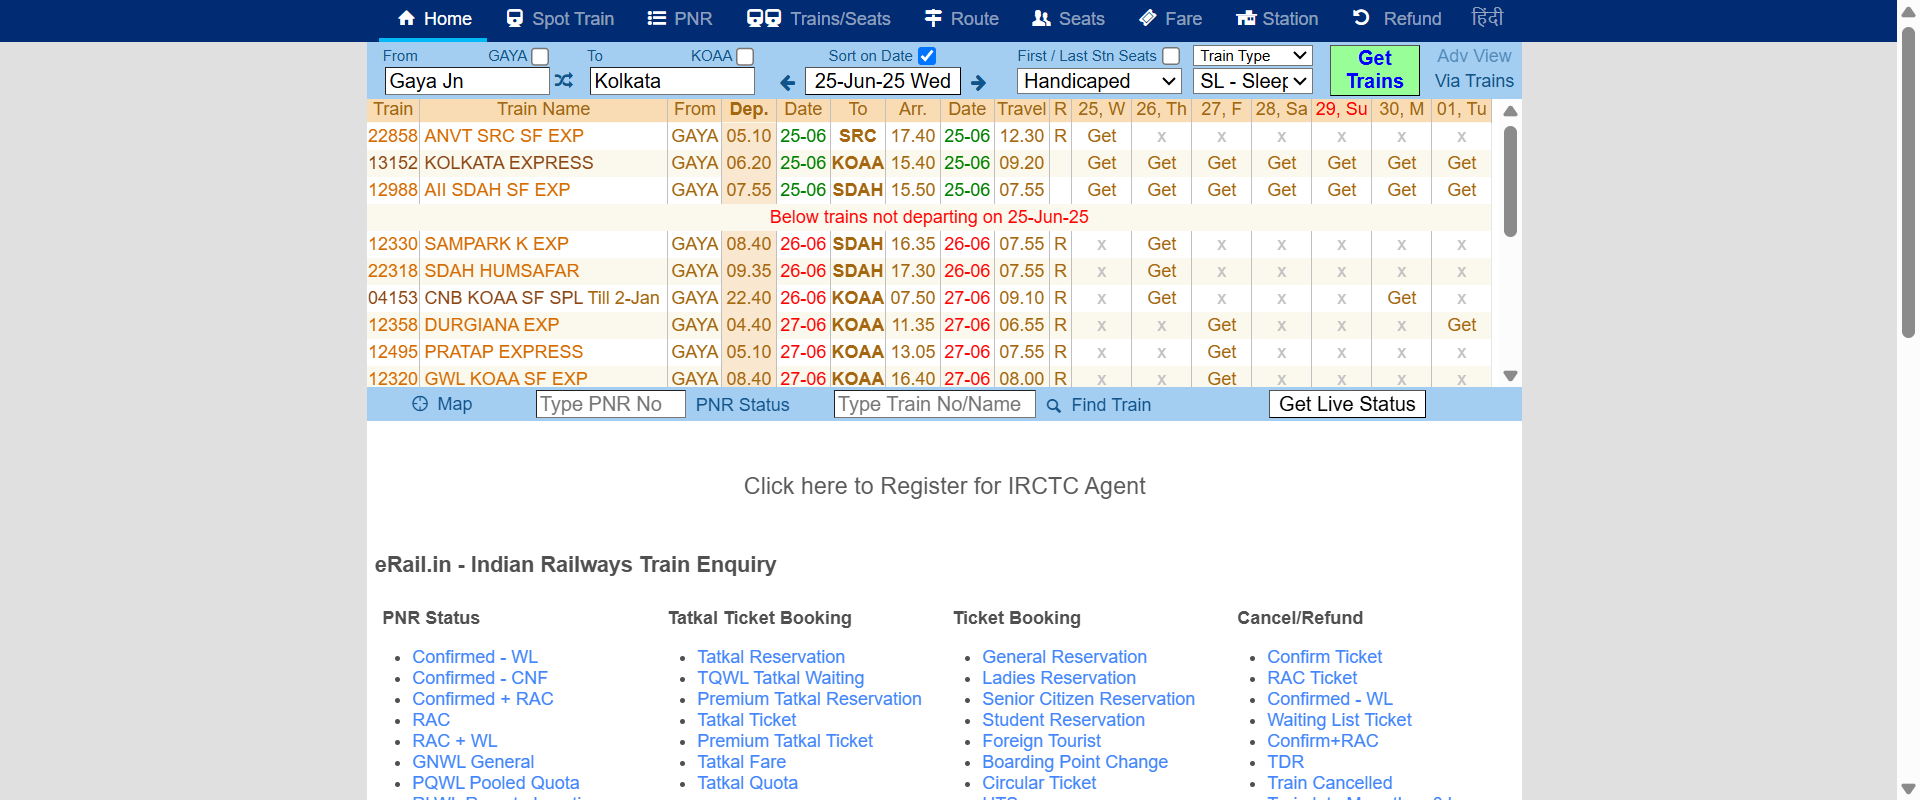 Home Spot Train PNR Trains/Seats Route Seats Fare Station Refund हिंदी
From GAYA To KOAA Sort on Date First / Last Stn Seats Train Type Get Trains Adv View
Gaya Jn Kolkata 25-Jun-25 Wed Handicaped SL - Sleep Via Trains
Train Train Name From Dep. Date To Arr. Date Travel R 25, W 26, Th 27, F 28, Sa 29, Su 30, M 01, Tu
22858 ANVT SRC SF EXP GAYA 05.10 25-06 SRC 17.40 25-06 12.30 R Get x x x x x x
13152 KOLKATA EXPRESS GAYA 06.20 25-06 KOAA 15.40 25-06 09.20 Get Get Get Get Get Get Get
12988 AII SDAH SF EXP GAYA 07.55 25-06 SDAH 15.50 25-06 07.55 Get Get Get Get Get Get Get
Below trains not departing on 25-Jun-25
12330 SAMPARK K EXP GAYA 08.40 26-06 SDAH 16.35 26-06 07.55 R x Get x x x x x
22318 SDAH HUMSAFAR GAYA 09.35 26-06 SDAH 17.30 26-06 07.55 R x Get x x x x x
04153 CNB KOAA SF SPL Till 2-Jan GAYA 22.40 26-06 KOAA 07.50 27-06 09.10 R x Get x x x Get x
12358 DURGIANA EXP GAYA 04.40 27-06 KOAA 11.35 27-06 06.55 R x x Get x x x Get
12495 PRATAP EXPRESS GAYA 05.10 27-06 KOAA 13.05 27-06 07.55 R x x Get x x x x
12320 GWL KOAA SF EXP GAYA 08.40 27-06 KOAA 16.40 27-06 08.00 R x x Get x x x x
Map Type PNR No PNR Status Type Train No/Name Find Train Get Live Status
Click here to Register for IRCTC Agent
eRail.in - Indian Railways Train Enquiry
PNR Status
Confirmed - WL
Confirmed - CNF
Confirmed + RAC
RAC
RAC + WL
GNWL General
PQWL Pooled Quota
Tatkal Ticket Booking
Tatkal Reservation
TQWL Tatkal Waiting
Premium Tatkal Reservation
Tatkal Ticket
Premium Tatkal Ticket
Tatkal Fare
Tatkal Quota
Ticket Booking
General Reservation
Ladies Reservation
Senior Citizen Reservation
Student Reservation
Foreign Tourist
Boarding Point Change
Circular Ticket
Cancel/Refund
Confirm Ticket
RAC Ticket
Confirmed - WL
Waiting List Ticket
Confirm+RAC
TDR
Train Cancelled